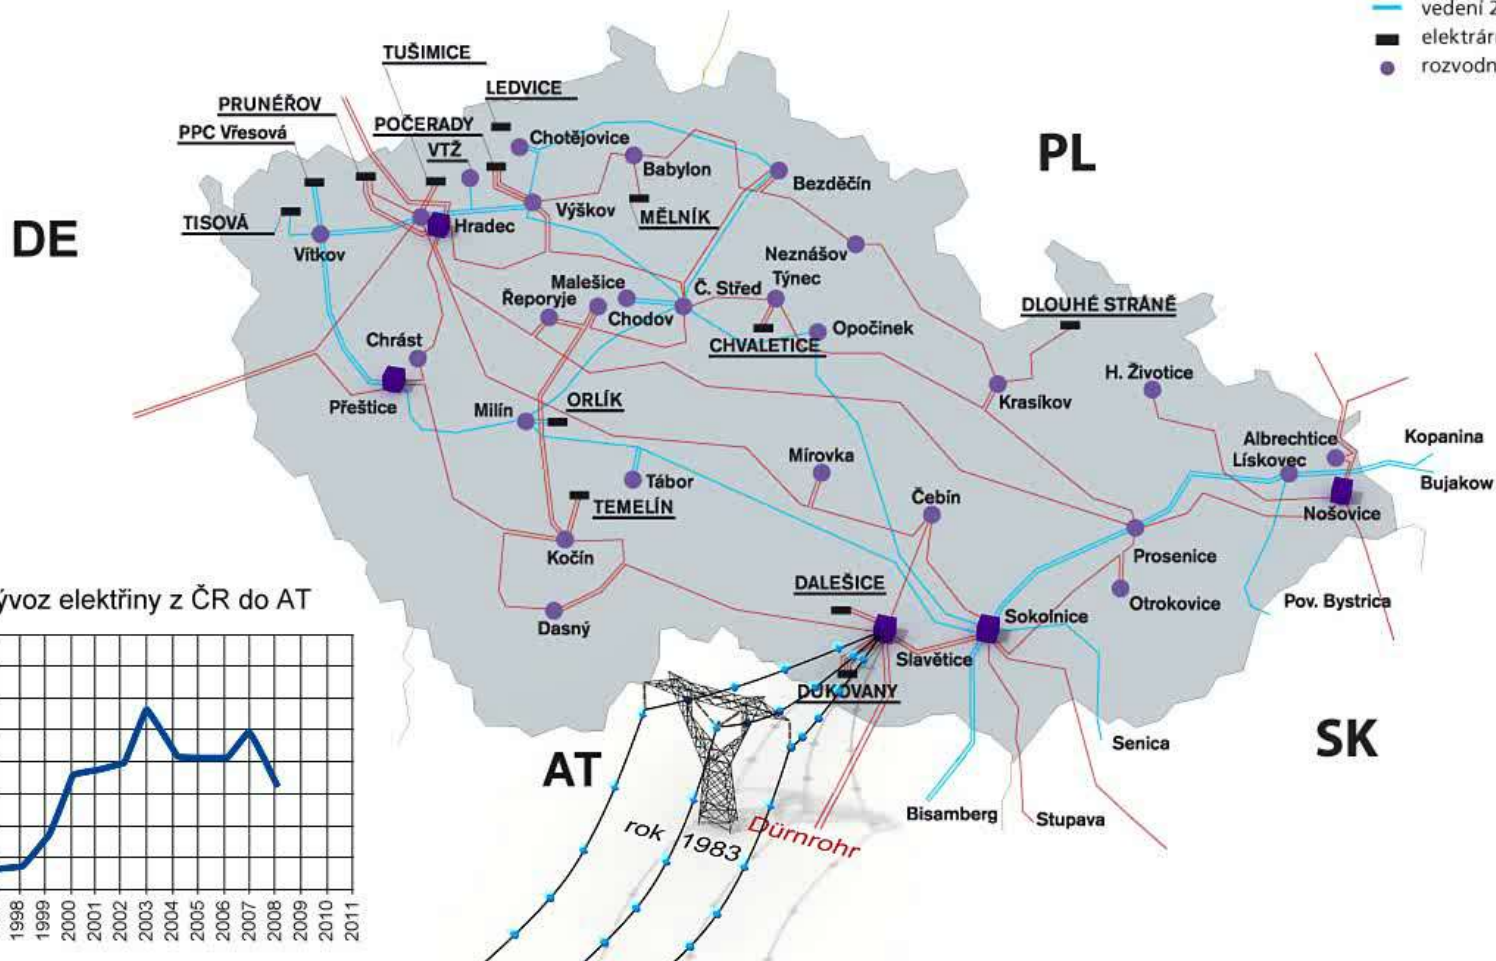 vedení
TUŠIMICE
LEDVICE
PRUNÉŘOV
PPC Vřesová
POČERADY
VTŽ
Chotějovice
Babylon
Bezděčín
PL
TISOVÁ
DE
Vítkov
Hradec
Výškov
MĚLNÍK
Neznášov
Malešice
Řeporyje
Chodov
Č. Střed
Týnec
DLOUHÉ STRÁNĚ
Opočinek
CHVALETICE
Chrást
H. Životice
Přeštice
Milín
ORLÍK
Krasíkov
Albrechtice
Kopanina
Lískovec
Mírovka
Tábor
Bujakow
Čebín
TEMELÍN
Nošovice
Kočín
Prosenice
DALEŠICE
Otrokovice
Pov. Bystrica
Dasný
Sokolnice
Slavětice
DUKOVANY
Senica
SK
AT
Bisamberg
Stupava
rok 1983
Dürnrohr
elektřiny z ČR do AT
1998
1999
2000
2001
2002
2003
2004
2005
2006
2007
2008
2009
2010
2011